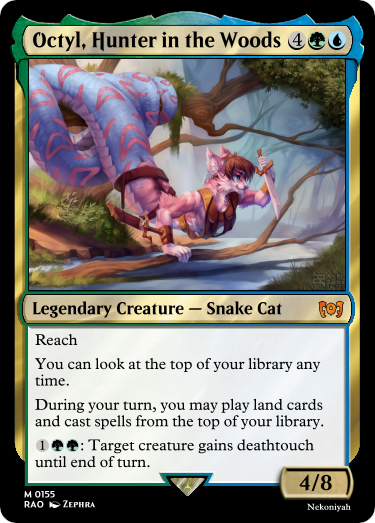 Octyl, Hunter in the Woods 4
Legendary Creature — Snake Cat
Reach
You can look at the top of your library any
time.
During your turn, you may play land cards
and cast spells from the top of your library.
1: Target creature gains deathtouch
until end of turn.
4/8
M 0155
RAO Zephra
Nekoniyah